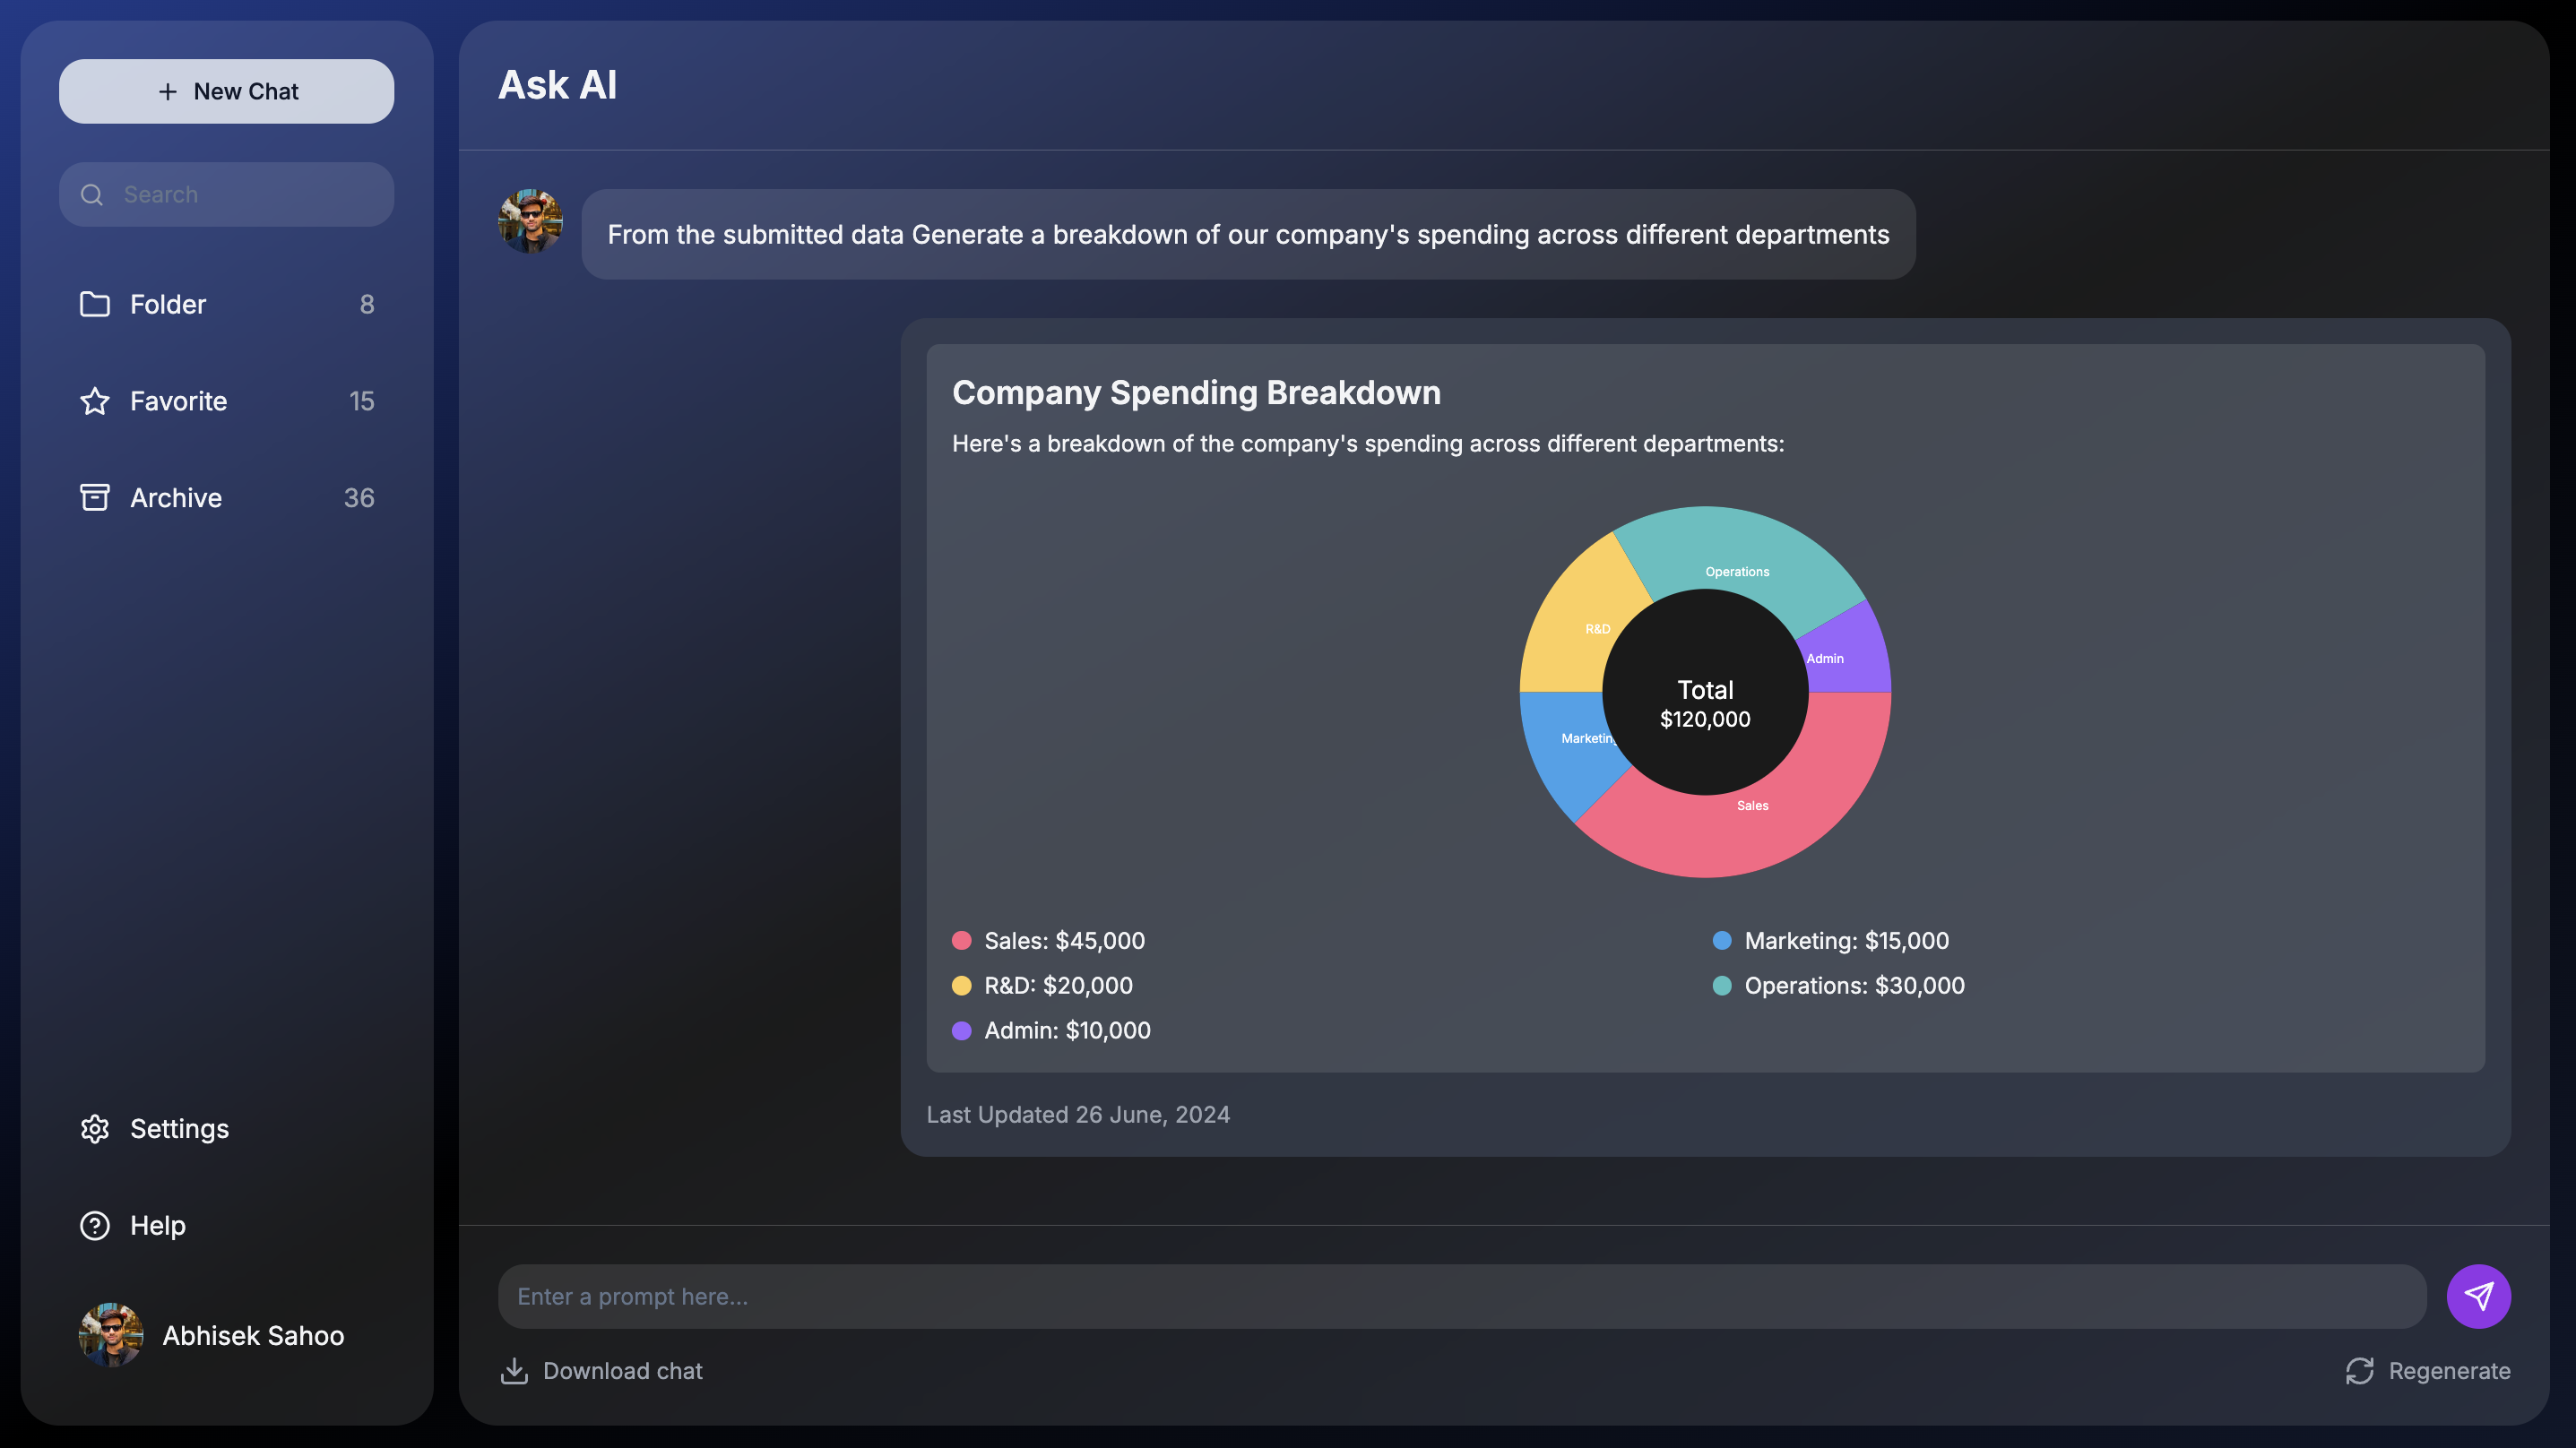 New Chat
Search
Folder 8
Favorite 15
Archive 36
Settings
Help
Abhisek Sahoo
Ask AI
From the submitted data Generate a breakdown of our company's spending across different departments
Company Spending Breakdown
Here's a breakdown of the company's spending across different departments:
Operations
R&D
Admin
Total
$120,000
Marketing
Sales
Sales: $45,000
Marketing: $15,000
R&D: $20,000
Operations: $30,000
Admin: $10,000
Last Updated 26 June, 2024
Enter a prompt here...
Download chat
Regenerate